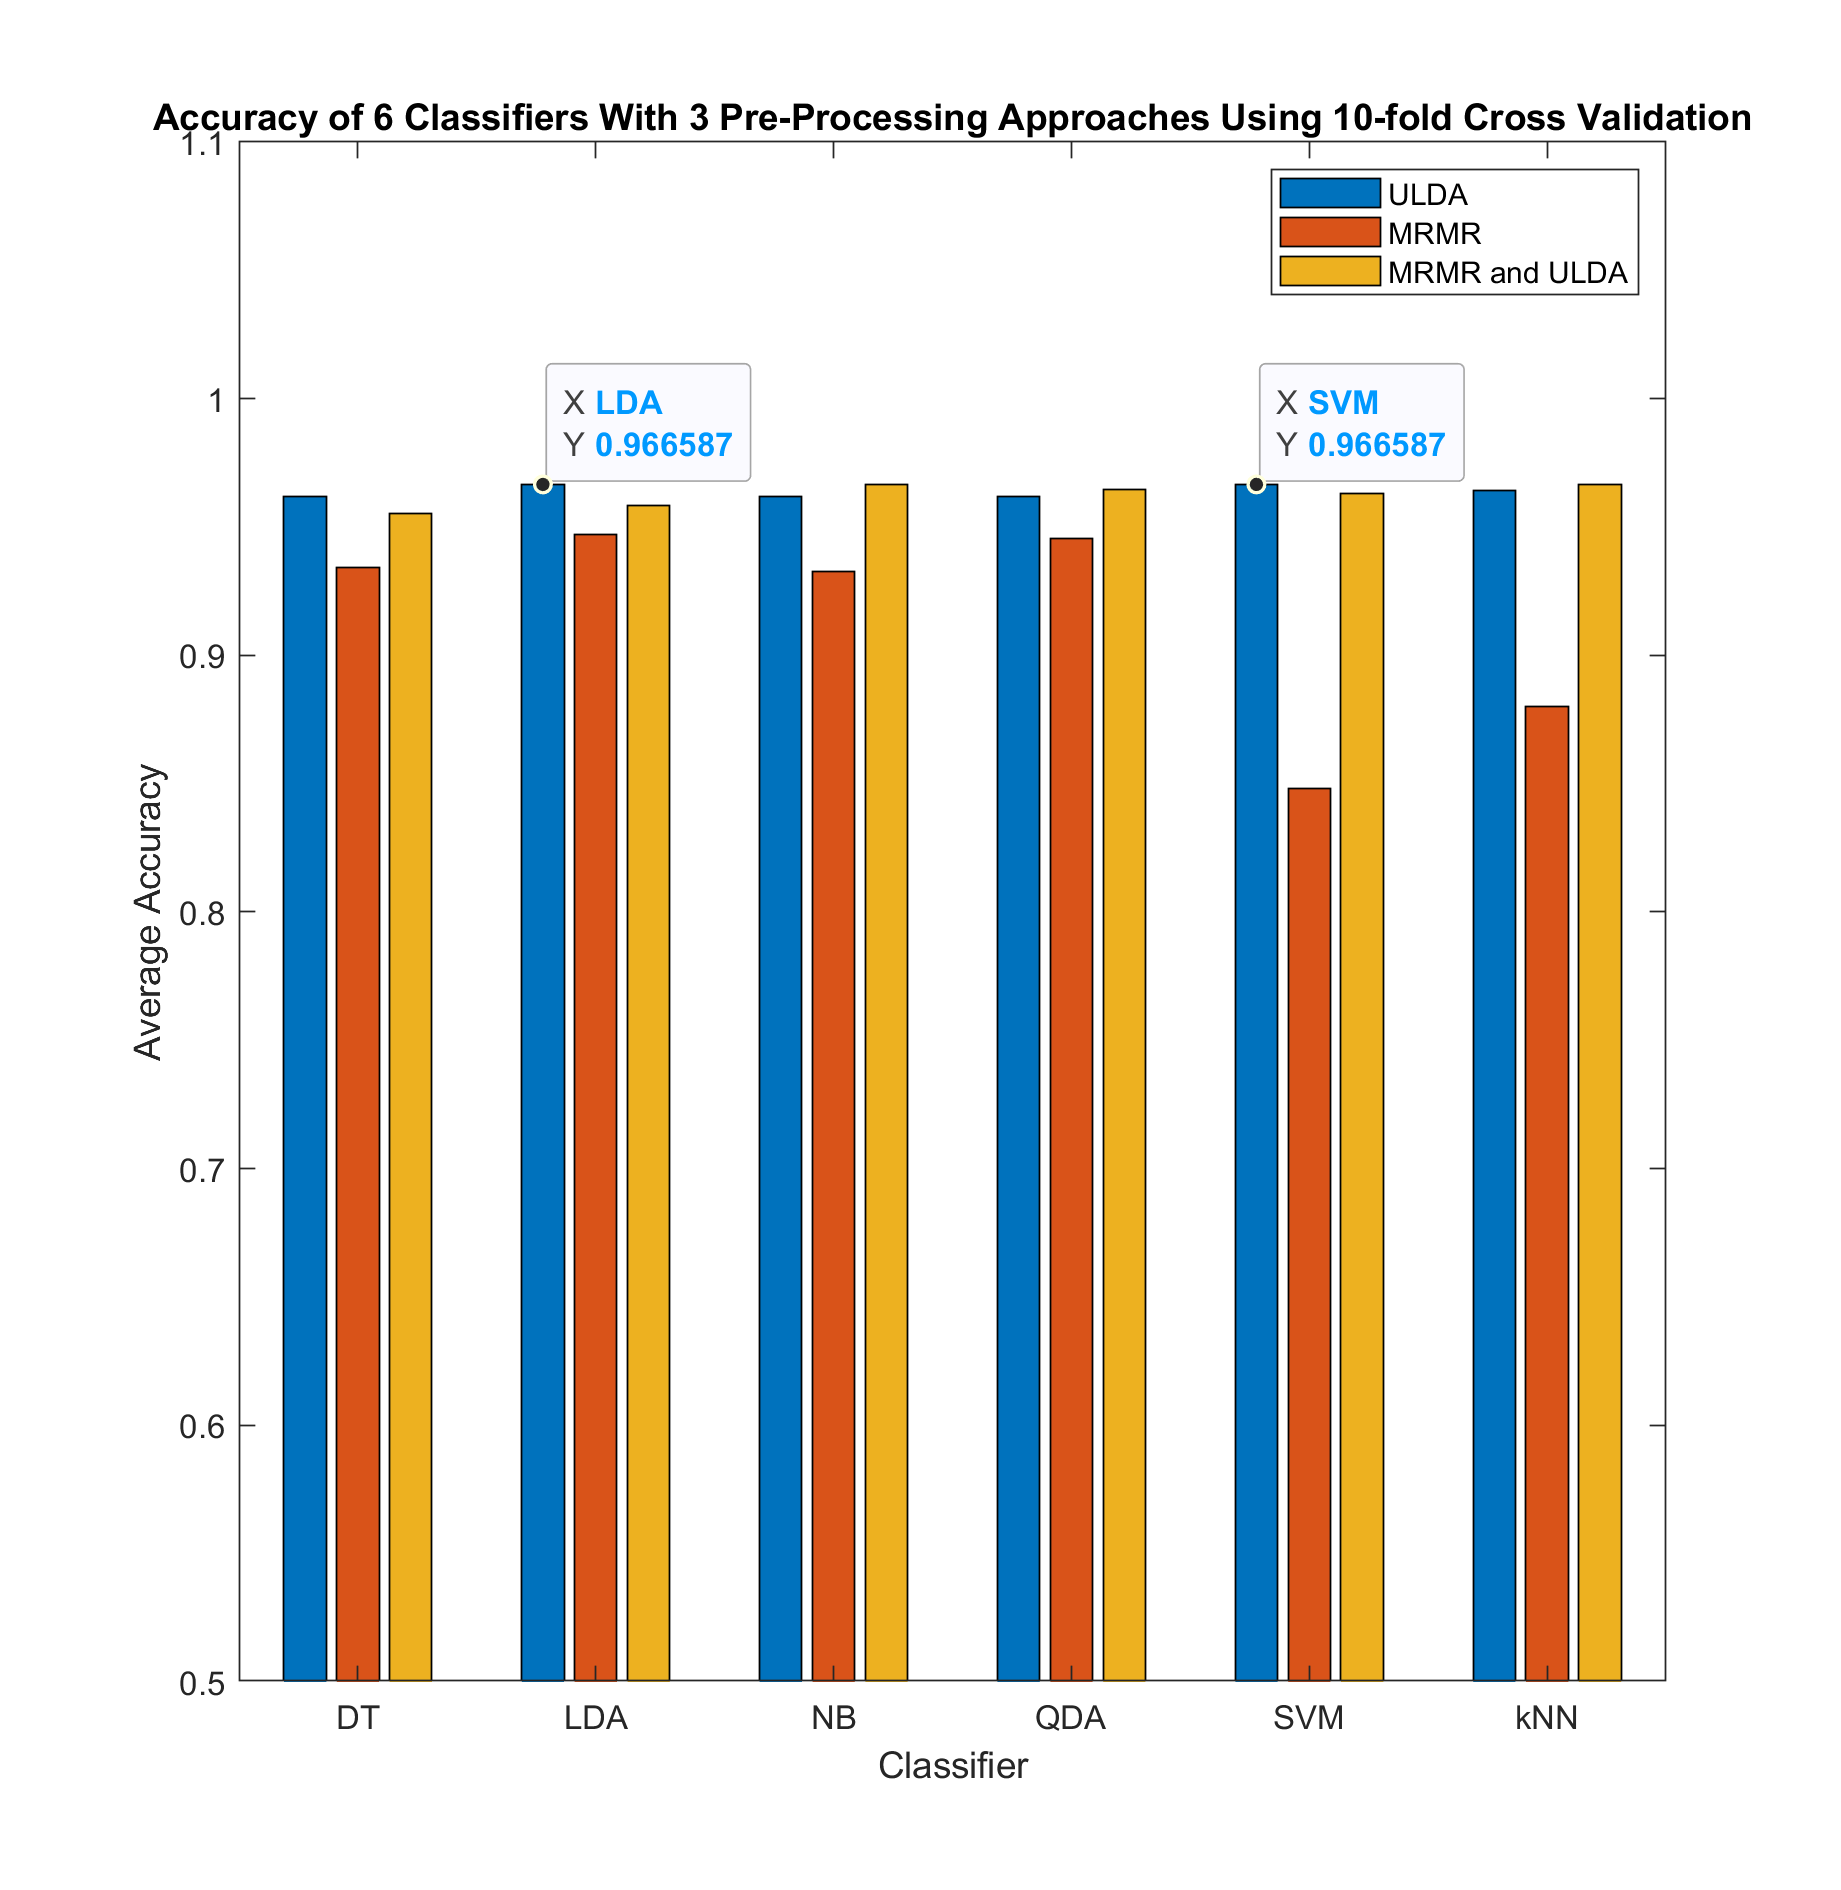 Accuracy of 6 Classifiers With 3 Pre-Processing Approaches Using 10-fold Cross Validation
1.1
ULDA
MRMR
MRMR and ULDA
X LDA
Y 0.966587
X SVM
Y 0.966587
1
0.9
0.8
0.7
0.6
0.5
Average Accuracy
DT
LDA
NB
QDA
SVM
kNN
Classifier